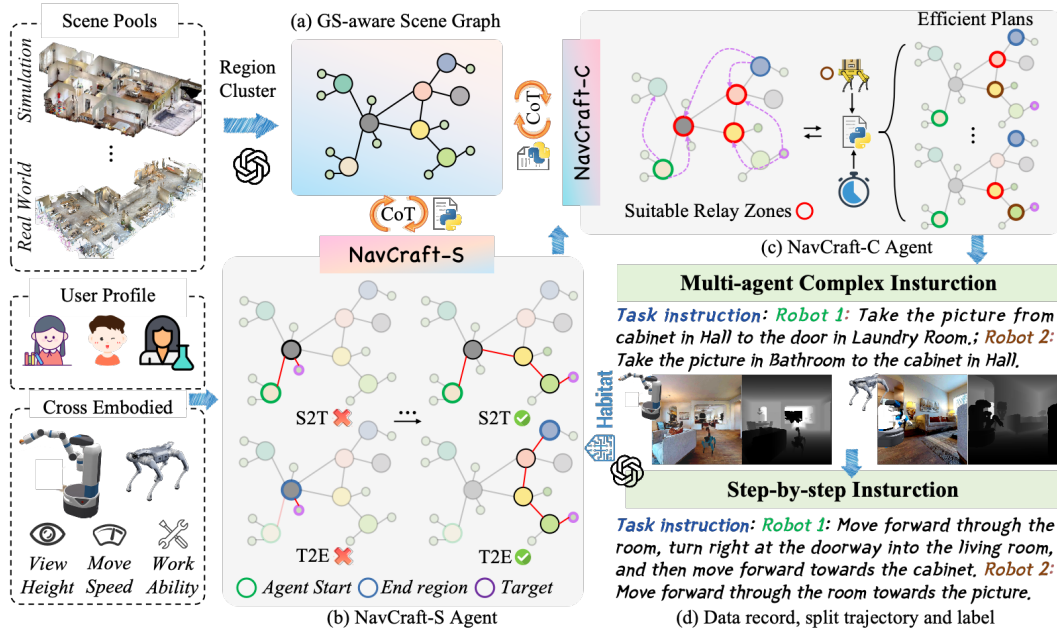 Scene Pools
Simulation
Real World
User Profile
Cross Embodied
View Height
Move Speed
Work Ability
Region
Cluster
(a) GS-aware Scene Graph
CoT
CoT
NavCraft-S
S2T
S2T
T2E
T2E
Agent Start
End region
Target
(b) NavCraft-S Agent
NavCraft-C
Suitable Relay Zones
Efficient Plans
(c) NavCraft-C Agent
Habitat
Multi-agent Complex Insturction
Task instruction: Robot 1: Take the picture from
cabinet in Hall to the door in Laundry Room.; Robot 2:
Take the picture in Bathroom to the cabinet in Hall.
Step-by-step Insturction
Task instruction: Robot 1: Move forward through the
room, turn right at the doorway into the living room,
and then move forward towards the cabinet. Robot 2:
Move forward through the room towards the picture.
(d) Data record, split trajectory and label